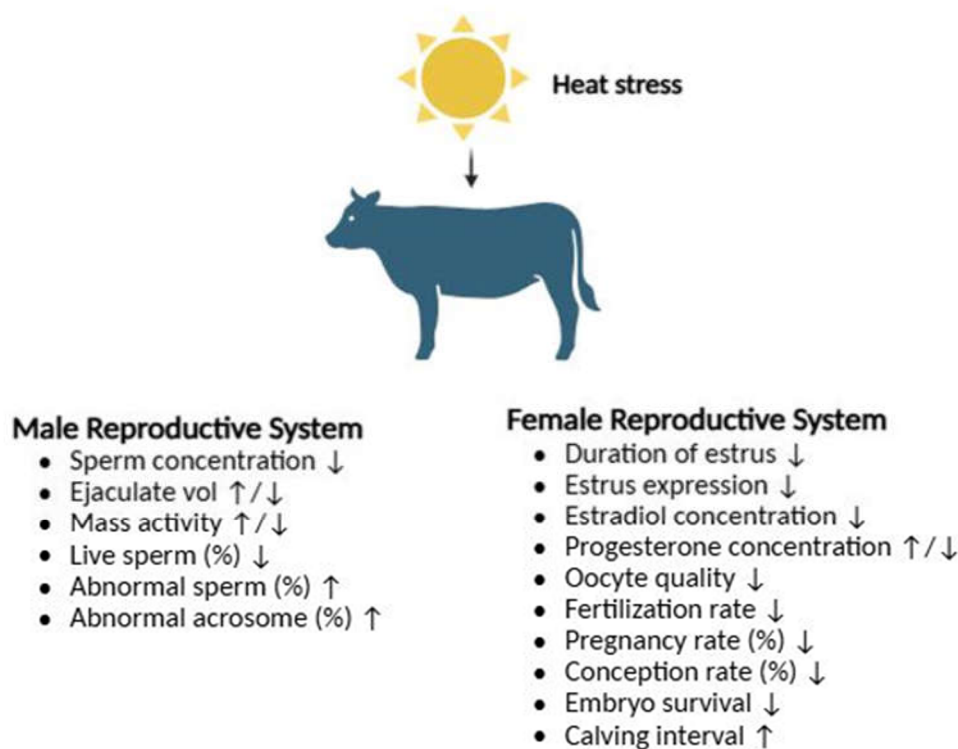 Heat stress
Male Reproductive System
• Sperm concentration ↓
• Ejaculate vol ↑/↓
• Mass activity ↑/↓
• Live sperm (%) ↓
• Abnormal sperm (%) ↑
• Abnormal acrosome (%) ↑
Female Reproductive System
• Duration of estrus ↓
• Estrus expression ↓
• Estradiol concentration ↓
• Progesterone concentration ↑/↓
• Oocyte quality ↓
• Fertilization rate ↓
• Pregnancy rate (%) ↓
• Conception rate (%) ↓
• Embryo survival ↓
• Calving interval ↑